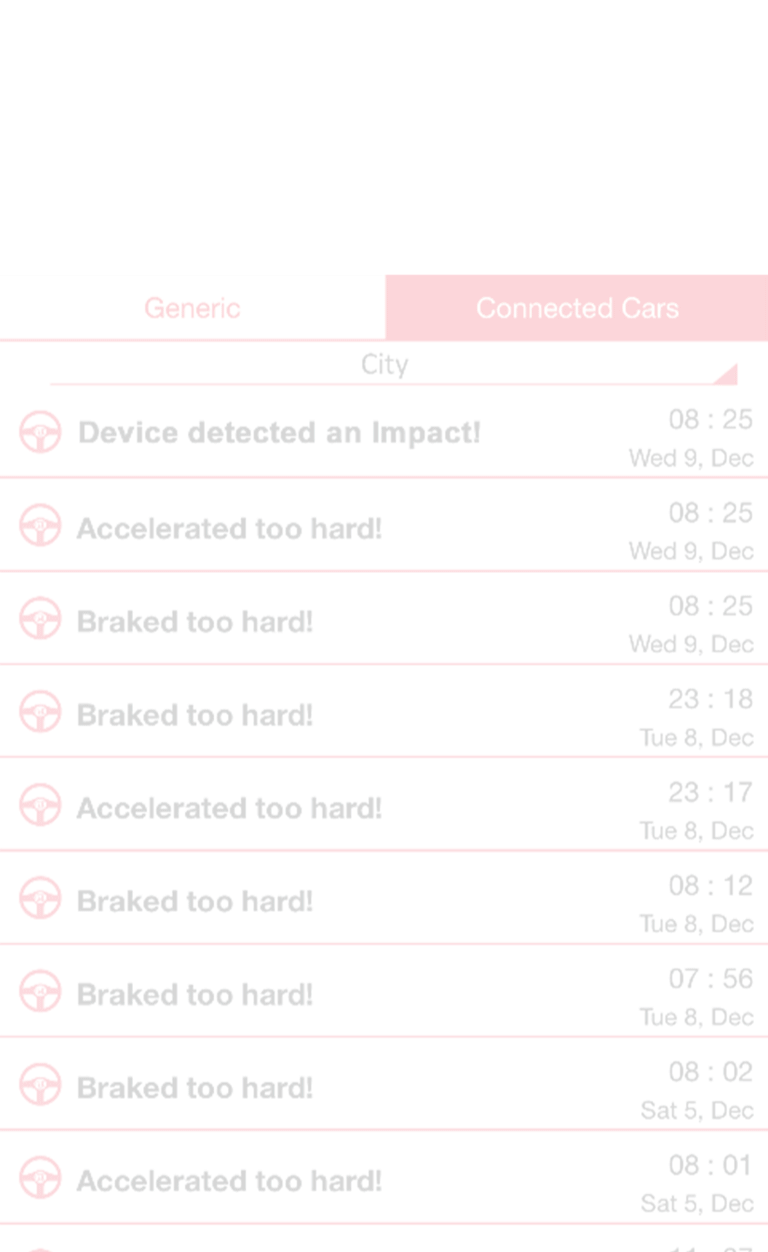 Generic Connected Cars
City
Device detected an Impact! 08 : 25
Wed 9, Dec
Accelerated too hard! 08 : 25
Wed 9, Dec
Braked too hard! 08 : 25
Wed 9, Dec
Braked too hard! 23 : 18
Tue 8, Dec
Accelerated too hard! 23 : 17
Tue 8, Dec
Braked too hard! 08 : 12
Tue 8, Dec
Braked too hard! 07 : 56
Tue 8, Dec
Braked too hard! 08 : 02
Sat 5, Dec
Accelerated too hard! 08 : 01
Sat 5, Dec